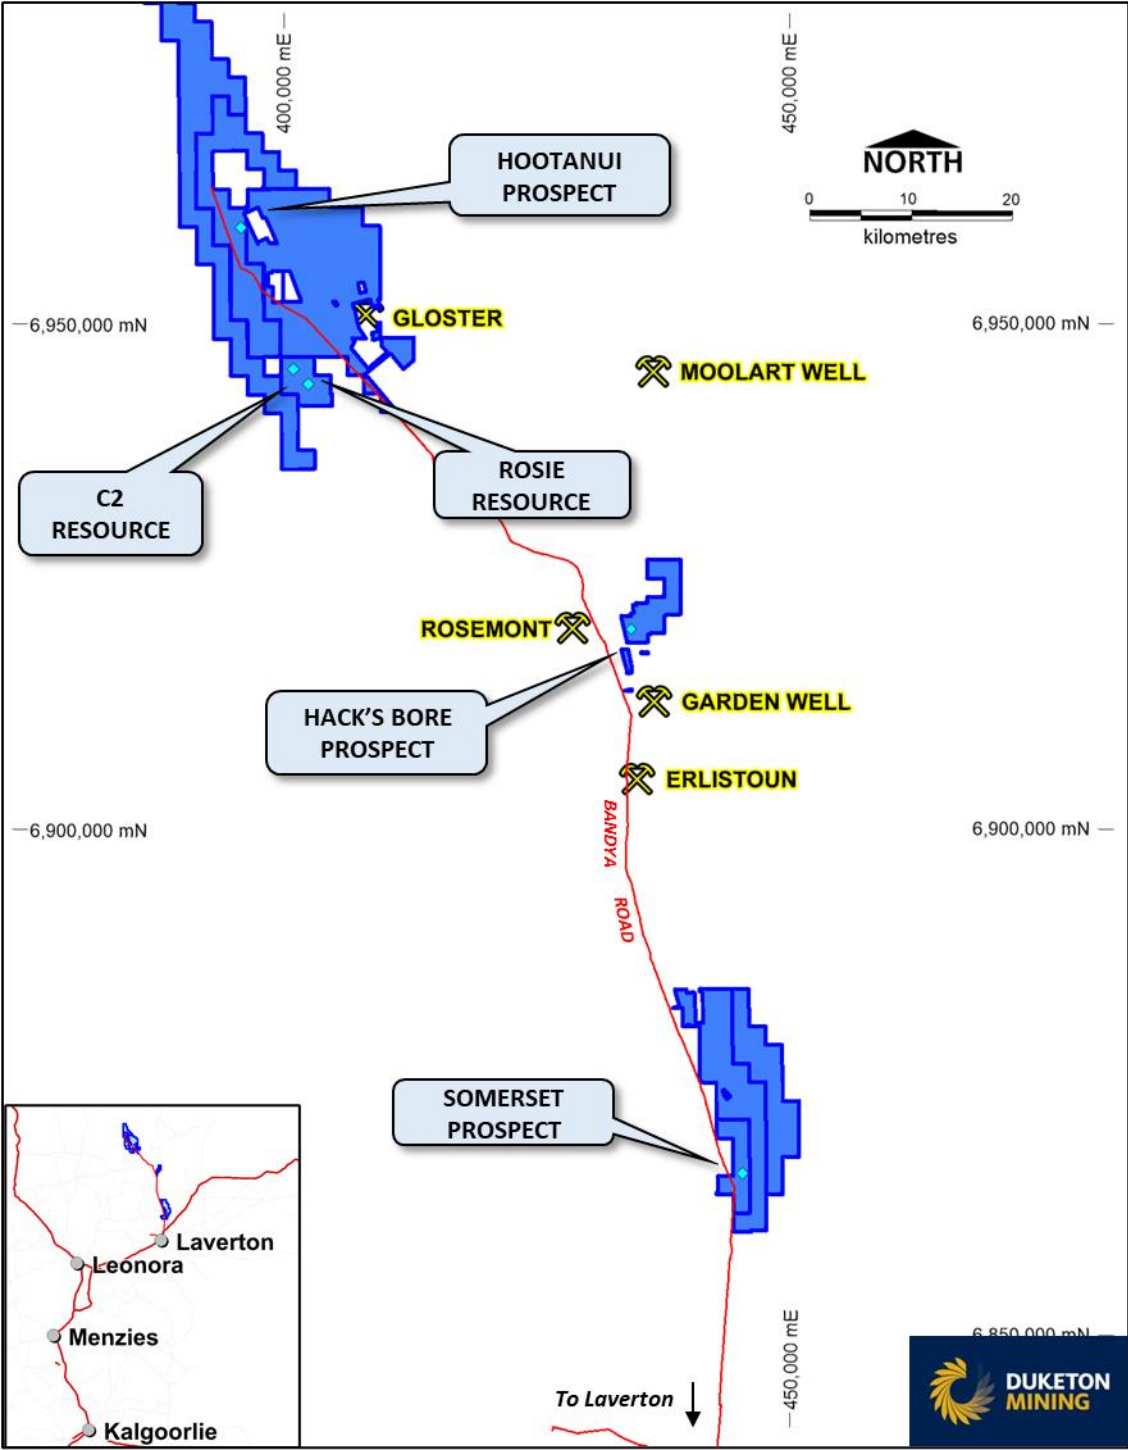 400,000 mE
450,000 mE
HOOTANUI
PROSPECT
NORTH
0 10 20
kilometres
6,950,000 mN
GLOSTER
6,950,000 mN
MOOLART WELL
C2
RESOURCE
ROSIE
RESOURCE
ROSEMONT
HACK'S BORE
PROSPECT
GARDEN WELL
ERLISTOUN
BANDYA
ROAD
6,900,000 mN
6,900,000 mN
SOMERSET
PROSPECT
Laverton
Leonora
Menzies
Kalgoorlie
450,000 mE
6,850,000 mN
To Laverton
DUKETON
MINING